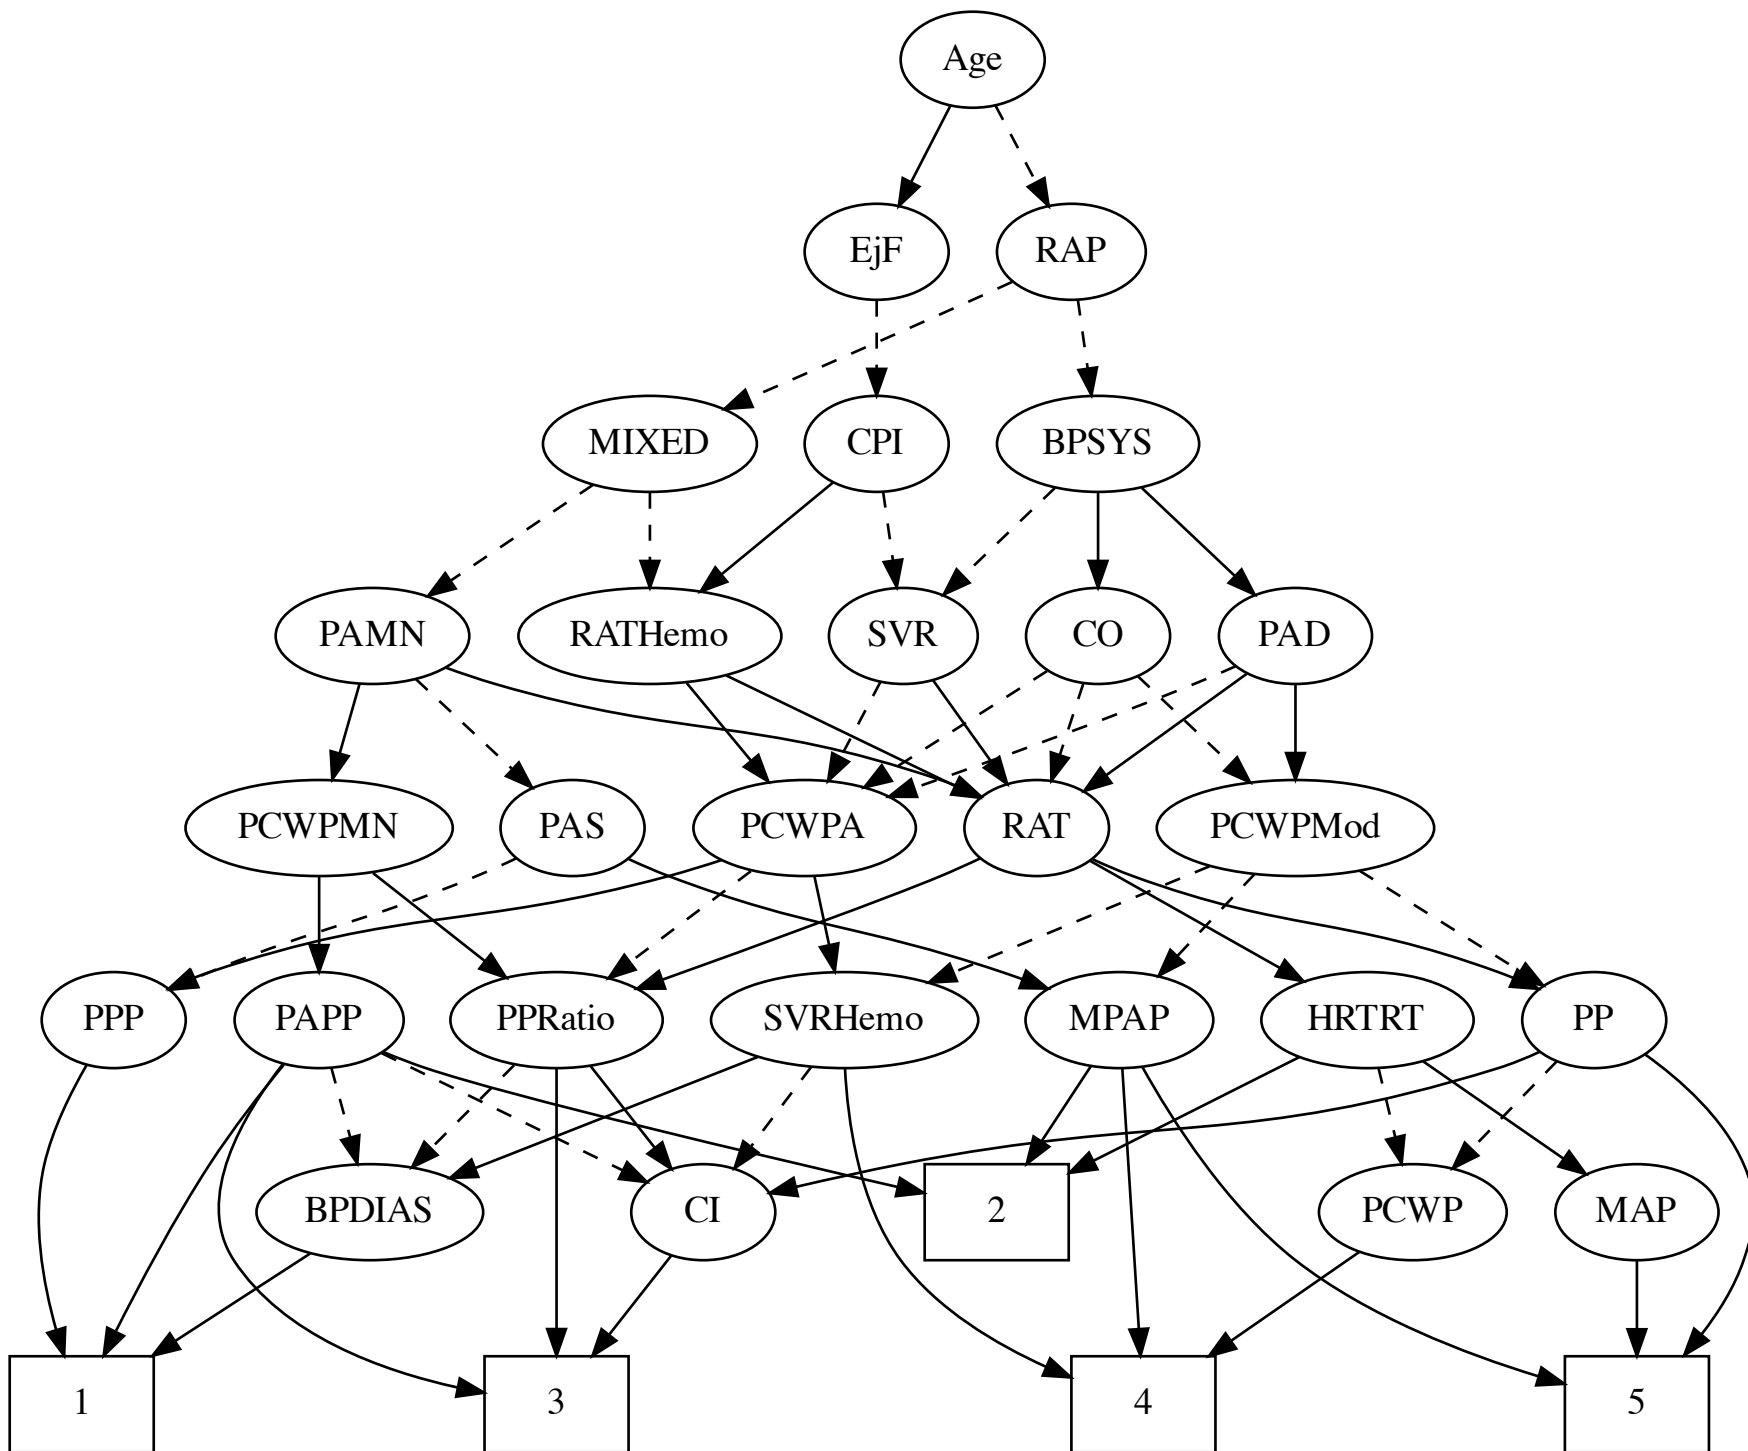 Age
EjF
RAP
MIXED
CPI
BPSYS
PAMN
RATHemo
SVR
CO
PAD
PCWPMN
PAS
PCWPA
RAT
PCWPMod
PPP
PAPP
PPRatio
SVRHemo
MPAP
HRTRT
PP
BPDIAS
CI
2
PCWP
MAP
1
3
4
5